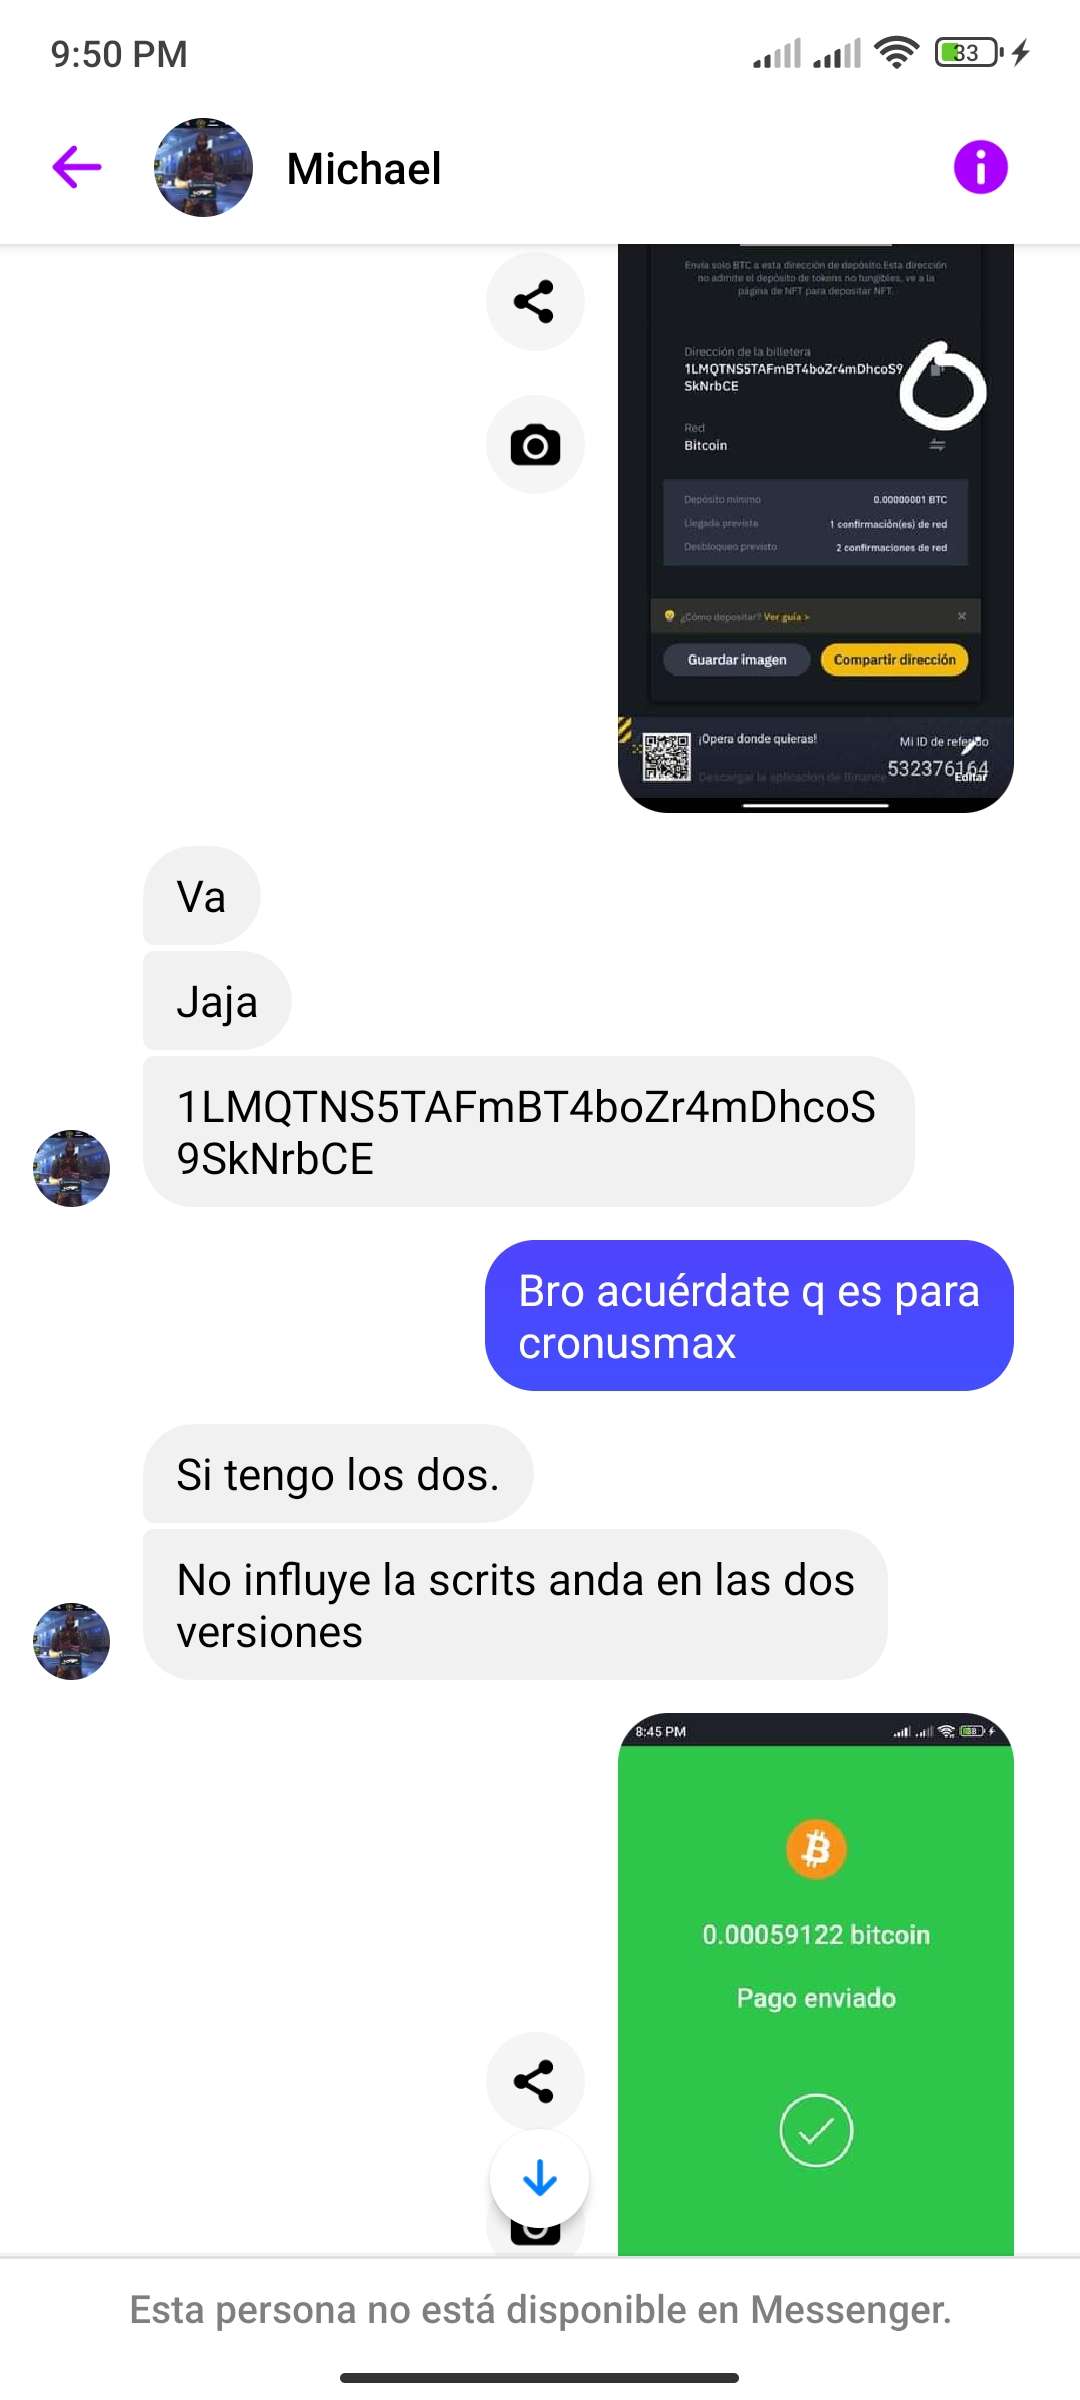 9:50 PM
33
Michael
Envía solo BTC a esta dirección de depósito.Esta dirección
no admite el depósito de tokens no fungibles, ve a la
página de NFT para depositar NFT.
Dirección de la billetera
1LMQTNS5TAFmBT4boZr4mDhcoS9
SkNrbCE
Red
Bitcoin
Depósito mínimo 0.00000001 BTC
Llegada prevista 1 confirmación(es) de red
Desbloqueo previsto 2 confirmaciones de red
¿Cómo depositar? Ver guía >
Guardar imagen Compartir dirección
¡Opera donde quieras! Mi ID de referido
Descargar la aplicación de Binance 532376164
Editar
Va
Jaja
1LMQTNS5TAFmBT4boZr4mDhcoS
9SkNrbCE
Bro acuérdate q es para
cronusmax
Si tengo los dos.
No influye la scrits anda en las dos
versiones
8:45 PM
0.00059122 bitcoin
Pago enviado
Esta persona no está disponible en Messenger.